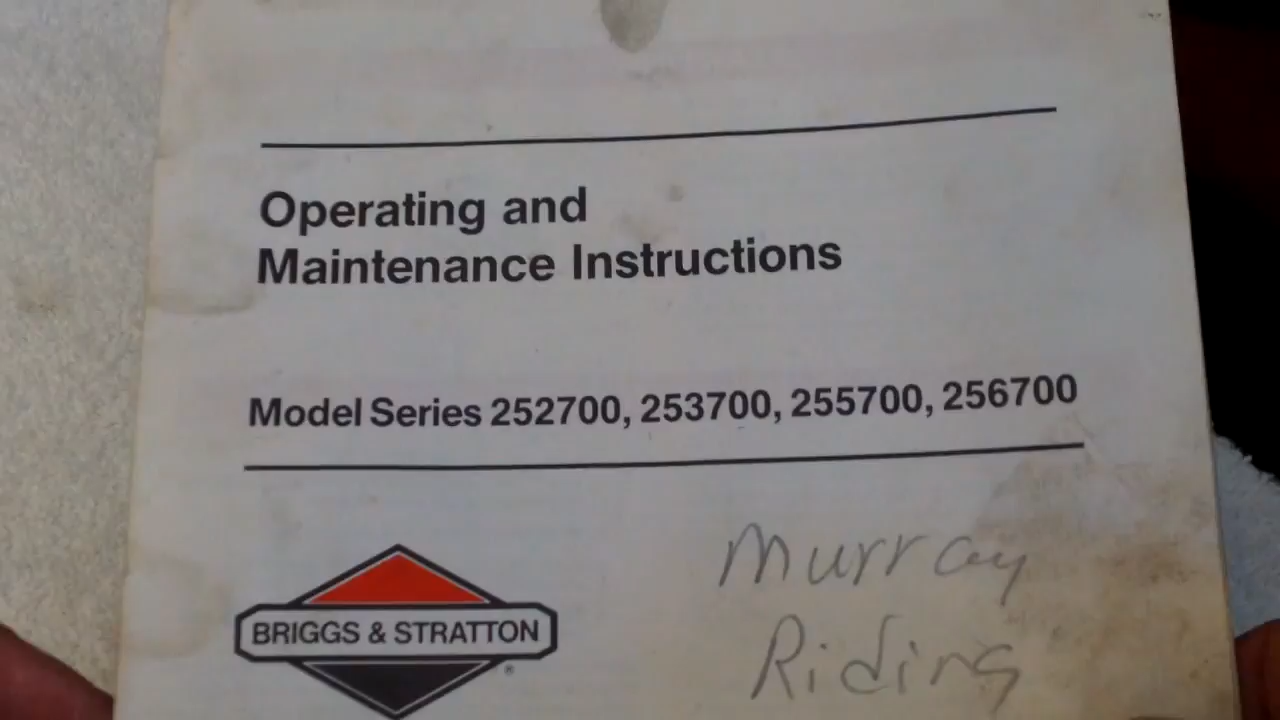 Operating and
Maintenance Instructions
Model Series 252700, 253700, 255700, 256700
BRIGGS & STRATTON
®
Murray
Riding